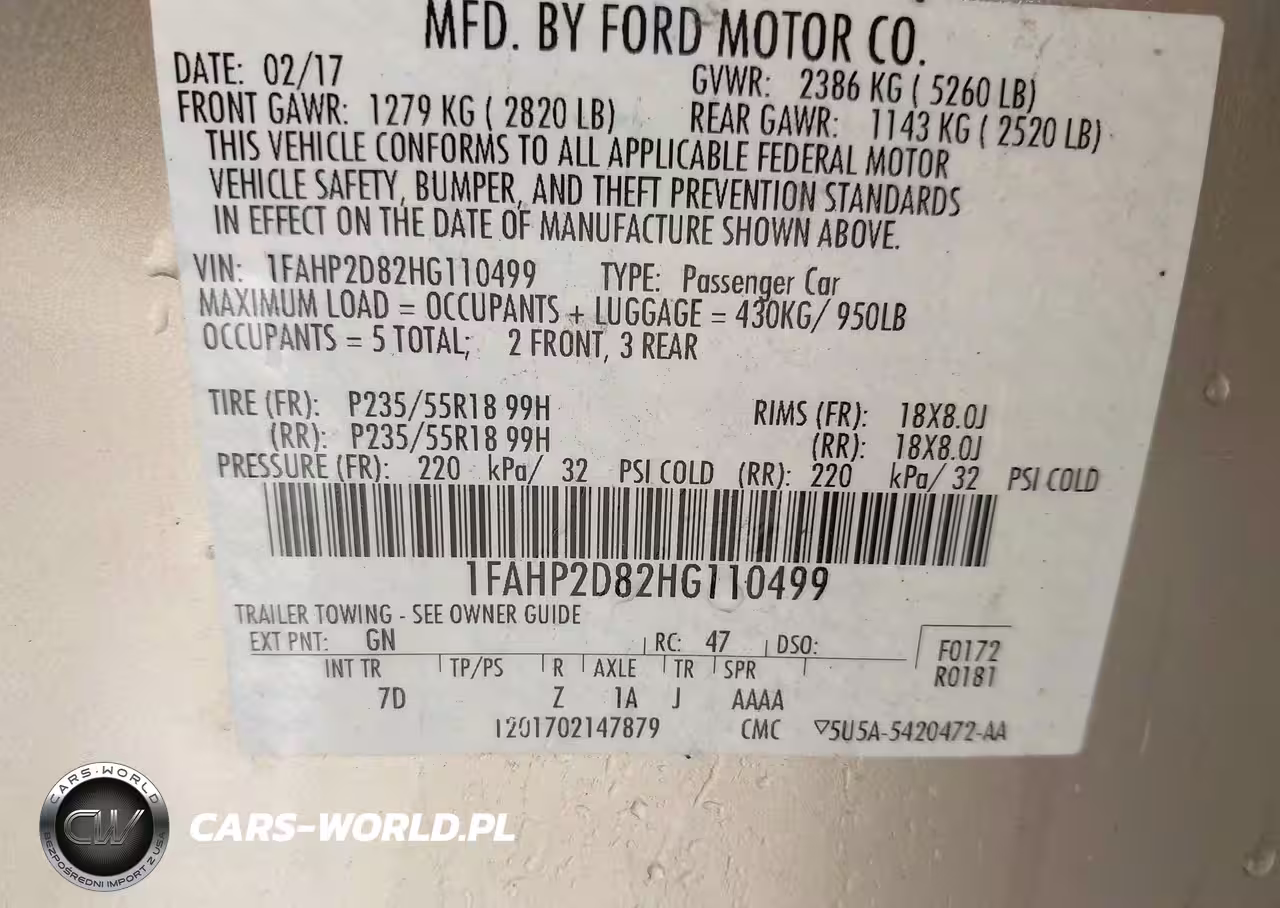 MFD. BY FORD MOTOR CO.
DATE: 02/17 GVWR: 2386 KG ( 5260 LB)
FRONT GAWR: 1279 KG ( 2820 LB) REAR GAWR: 1143 KG ( 2520 LB)
THIS VEHICLE CONFORMS TO ALL APPLICABLE FEDERAL MOTOR
VEHICLE SAFETY, BUMPER, AND THEFT PREVENTION STANDARDS
IN EFFECT ON THE DATE OF MANUFACTURE SHOWN ABOVE.
VIN: 1FAHP2D82HG110499 TYPE: Passenger Car
MAXIMUM LOAD = OCCUPANTS + LUGGAGE = 430KG/ 950LB
OCCUPANTS = 5 TOTAL; 2 FRONT, 3 REAR
TIRE (FR): P235/55R18 99H RIMS (FR): 18X8.0J
(RR): P235/55R18 99H (RR): 18X8.0J
PRESSURE (FR): 220 kPa/ 32 PSI COLD (RR): 220 kPa/ 32 PSI COLD
1FAHP2D82HG110499
TRAILER TOWING - SEE OWNER GUIDE
EXT PNT: GN RC: 47 DSO: F0172
INT TR TP/PS R AXLE TR SPR R0181
7D Z 1A J AAAA
1201702147879 CMC ▽5U5A-5420472-AA
CARS-WORLD
CW
BEZPOŚREDNI IMPORT Z USA
CARS-WORLD.PL